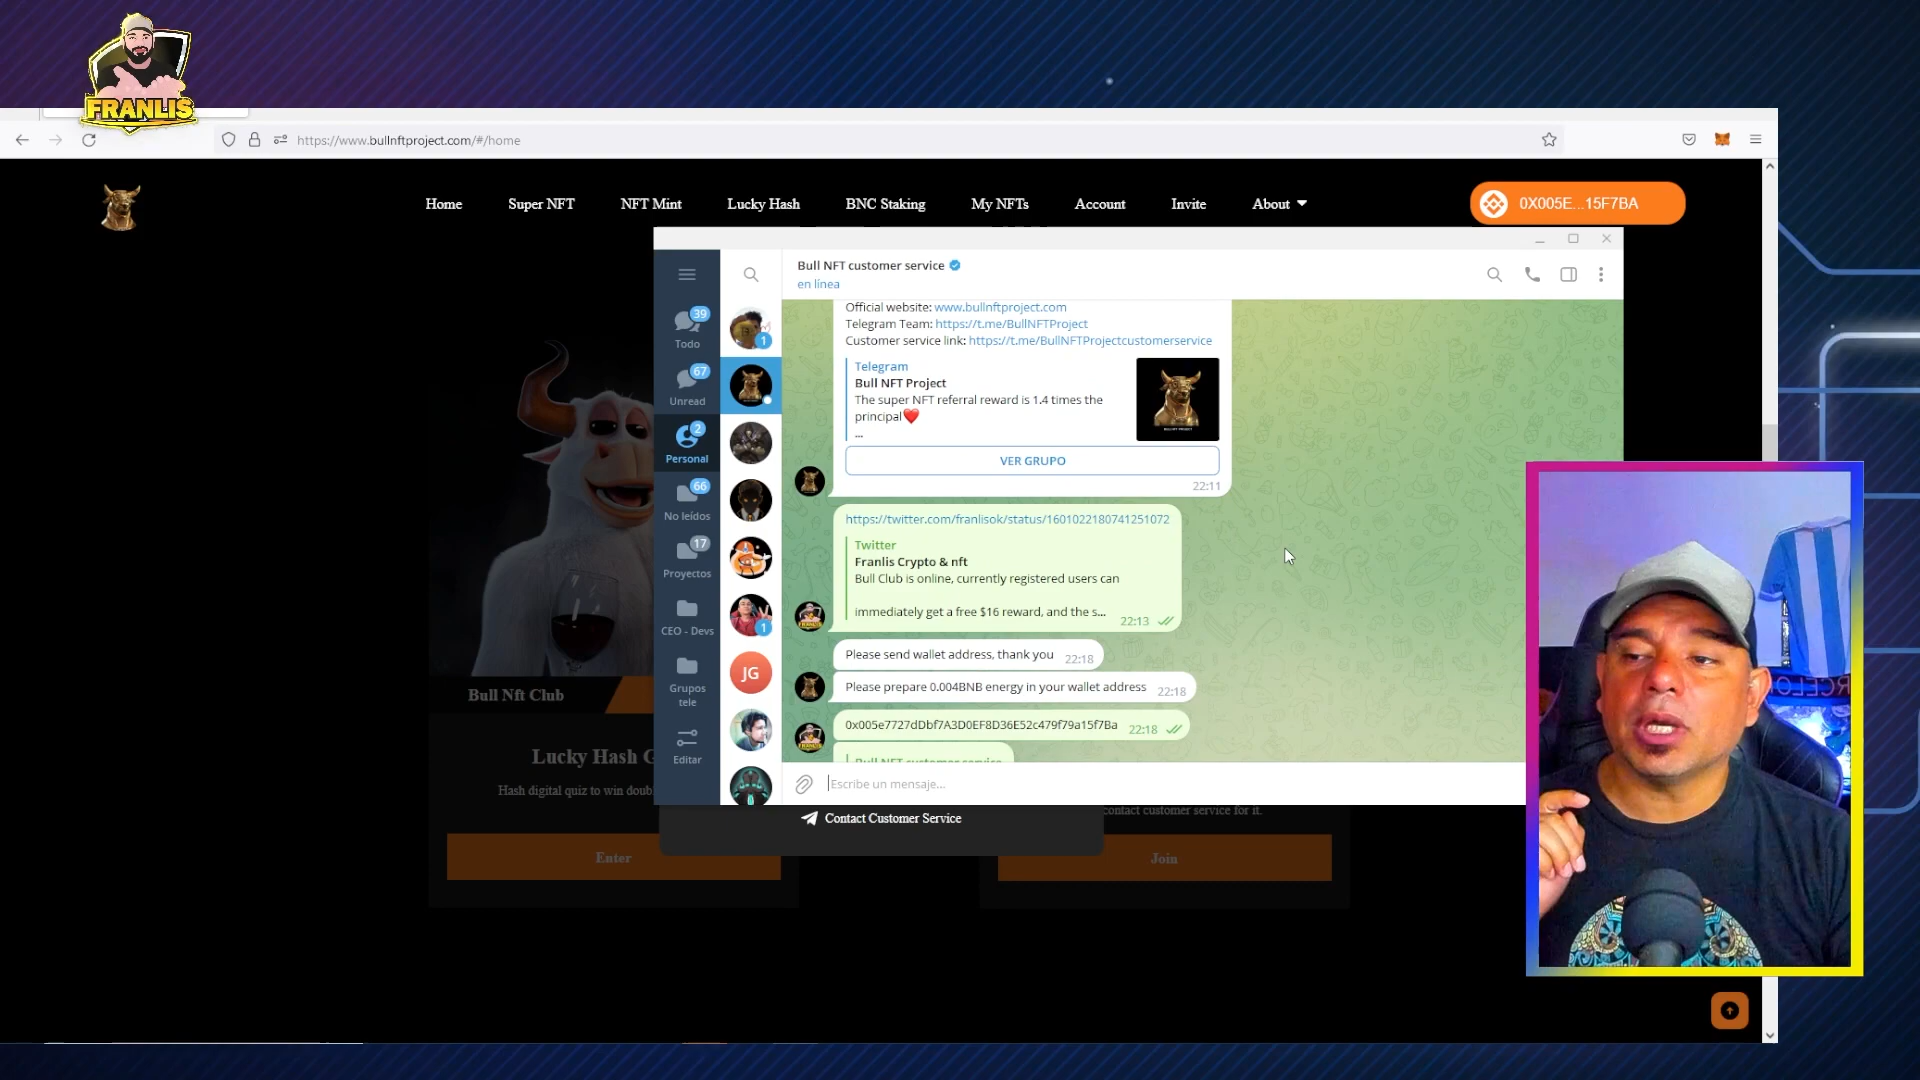 FRANLIS
https://www.bullnftproject.com/#/home
Home
Super NFT
NFT Mint
Lucky Hash
BNC Staking
My NFTs
Account
Invite
About
0X005E...15F7BA
Bull NFT customer service
en línea
39
Todo
67
Unread
2
Personal
66
No leídos
17
Proyectos
CEO - Devs
Grupos
tele
Editar
1
1
JG
Official website: www.bullnftproject.com
Telegram Team: https://t.me/BullNFTProject
Customer service link: https://t.me/BullNFTProjectcustomerservice
Telegram
Bull NFT Project
The super NFT referral reward is 1.4 times the
principal❤️
...
VER GRUPO
22:11
https://twitter.com/franlisok/status/1601022180741251072
Twitter
Franlis Crypto & nft
Bull Club is online, currently registered users can
immediately get a free $16 reward, and the s...
22:13
Please send wallet address, thank you 22:18
Please prepare 0.004BNB energy in your wallet address 22:18
0x005e7727dDbf7A3D0EF8D36E52c479f79a15f7Ba 22:18
Bull NFT customer service
Escribe un mensaje...
Bull Nft Club
Lucky Hash G
Hash digital quiz to win doub
Enter
Contact Customer Service
contact customer service for it.
Join